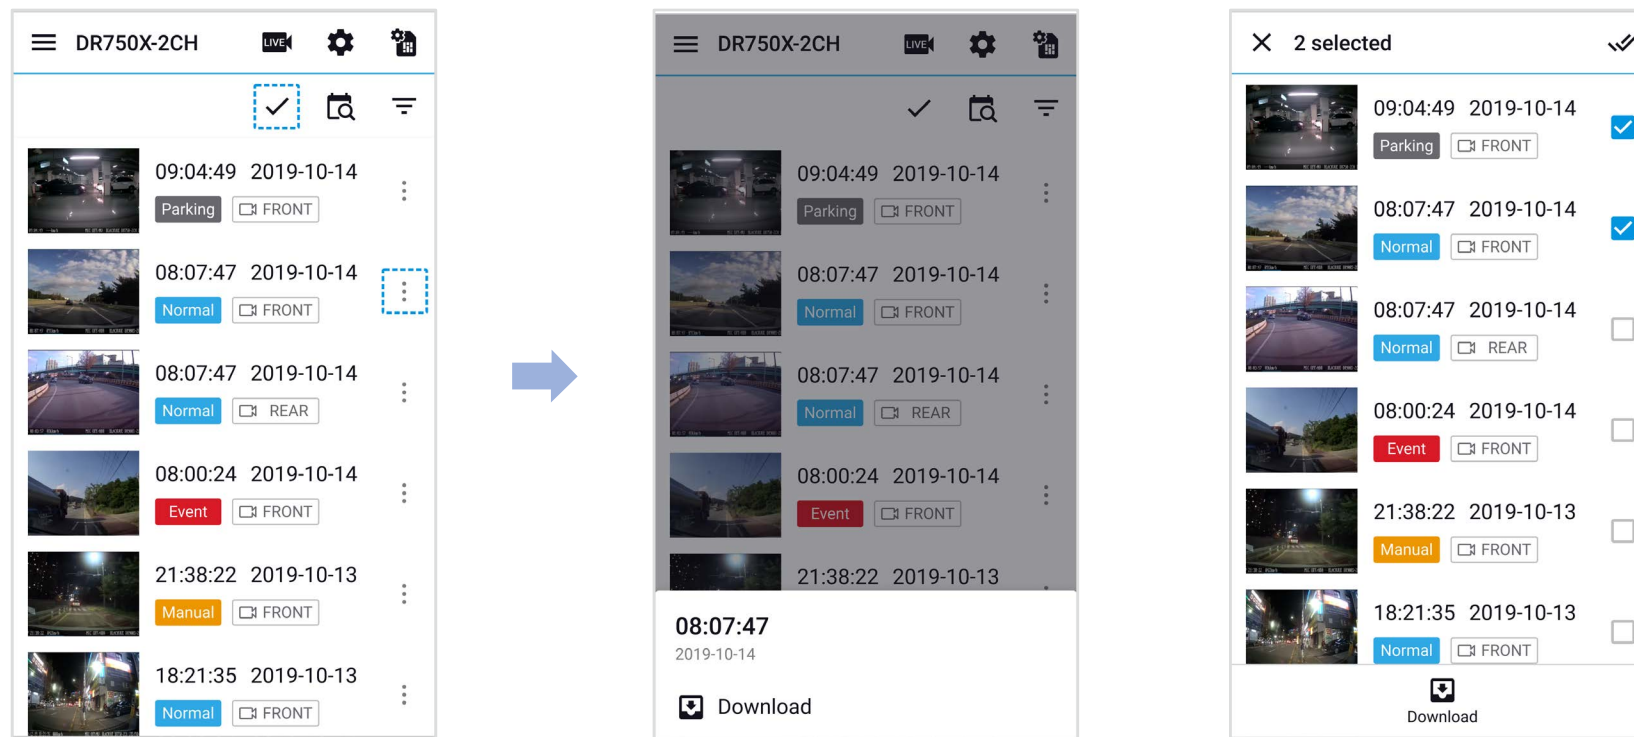 DR750X-2CH LIVE
09:04:49 2019-10-14
Parking FRONT
08:07:47 2019-10-14
Normal FRONT
08:07:47 2019-10-14
Normal REAR
08:00:24 2019-10-14
Event FRONT
21:38:22 2019-10-13
Manual FRONT
18:21:35 2019-10-13
Normal FRONT
DR750X-2CH LIVE
09:04:49 2019-10-14
Parking FRONT
08:07:47 2019-10-14
Normal FRONT
08:07:47 2019-10-14
Normal REAR
08:00:24 2019-10-14
Event FRONT
21:38:22 2019-10-13
08:07:47
2019-10-14
Download
2 selected
09:04:49 2019-10-14
Parking FRONT
08:07:47 2019-10-14
Normal FRONT
08:07:47 2019-10-14
Normal REAR
08:00:24 2019-10-14
Event FRONT
21:38:22 2019-10-13
Manual FRONT
18:21:35 2019-10-13
Normal FRONT
Download